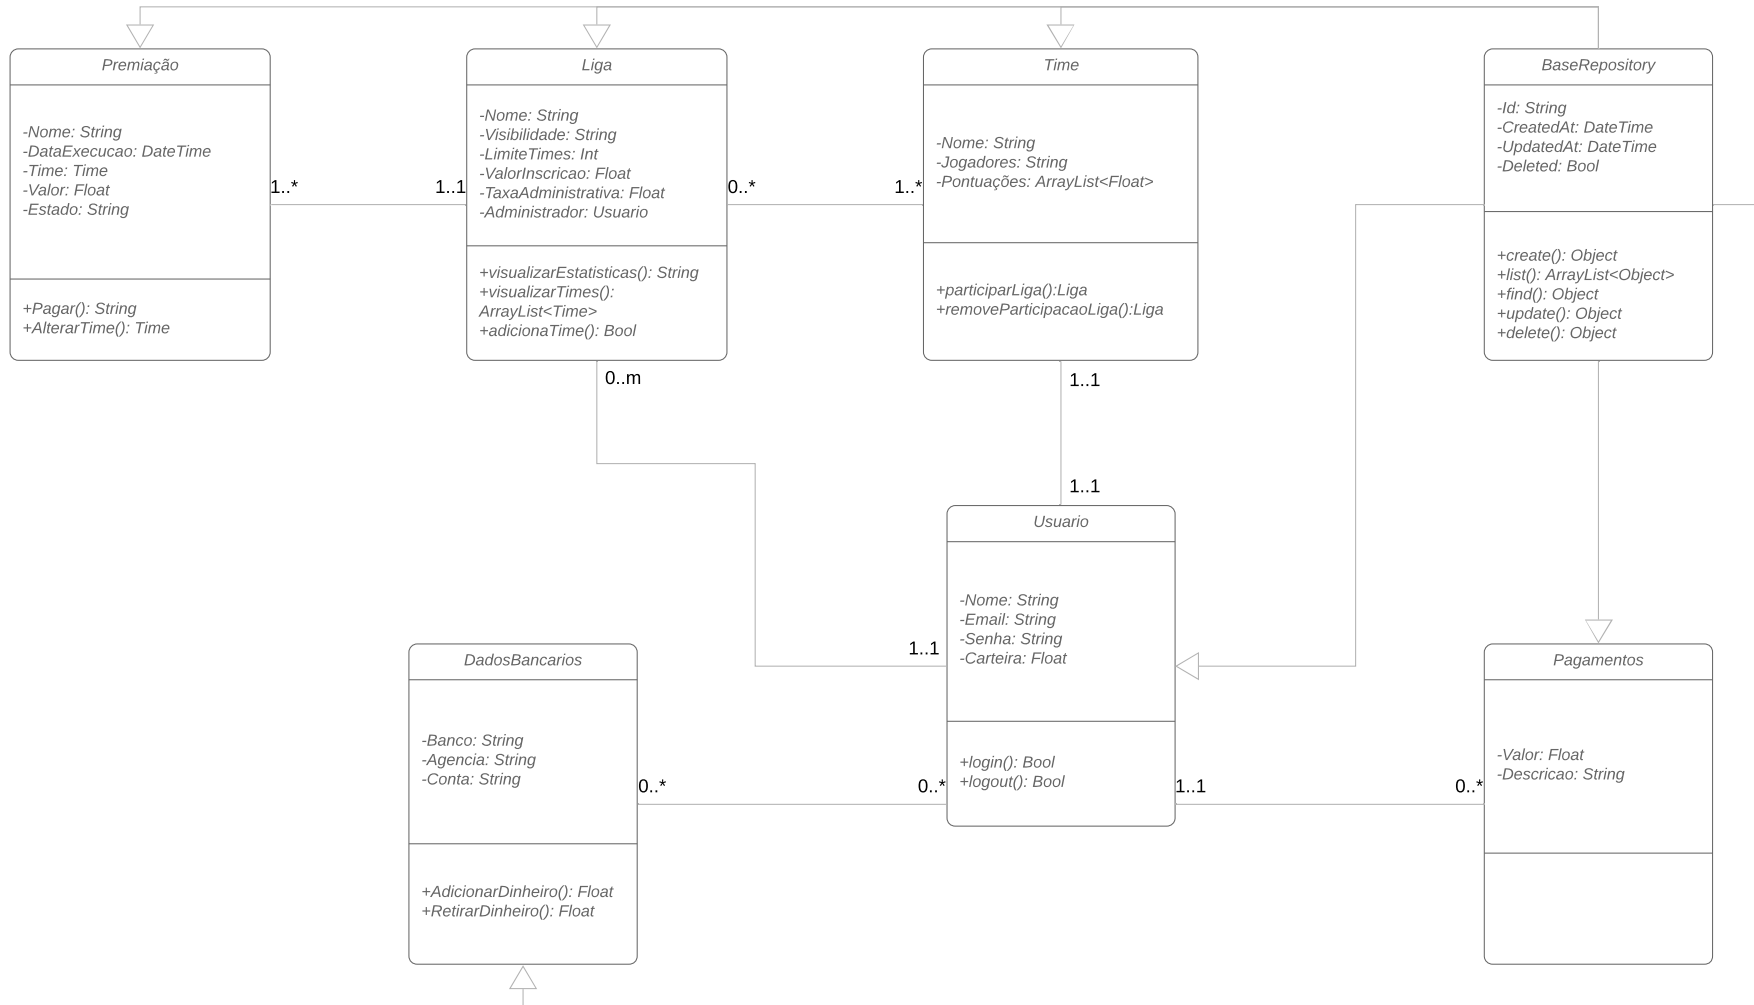 Premiação
-Nome: String
-DataExecucao: DateTime
-Time: Time
-Valor: Float
-Estado: String
+Pagar(): String
+AlterarTime(): Time
1..*
1..1
Liga
-Nome: String
-Visibilidade: String
-LimiteTimes: Int
-ValorInscricao: Float
-TaxaAdministrativa: Float
-Administrador: Usuario
+visualizarEstatisticas(): String
+visualizarTimes():
ArrayList<Time>
+adicionaTime(): Bool
0..*
1..*
0..m
Time
-Nome: String
-Jogadores: String
-Pontuações: ArrayList<Float>
+participarLiga():Liga
+removeParticipacaoLiga():Liga
1..1
1..1
BaseRepository
-Id: String
-CreatedAt: DateTime
-UpdatedAt: DateTime
-Deleted: Bool
+create(): Object
+list(): ArrayList<Object>
+find(): Object
+update(): Object
+delete(): Object
DadosBancarios
-Banco: String
-Agencia: String
-Conta: String
+AdicionarDinheiro(): Float
+RetirarDinheiro(): Float
0..*
0..*
1..1
Usuario
-Nome: String
-Email: String
-Senha: String
-Carteira: Float
+login(): Bool
+logout(): Bool
1..1
0..*
Pagamentos
-Valor: Float
-Descricao: String